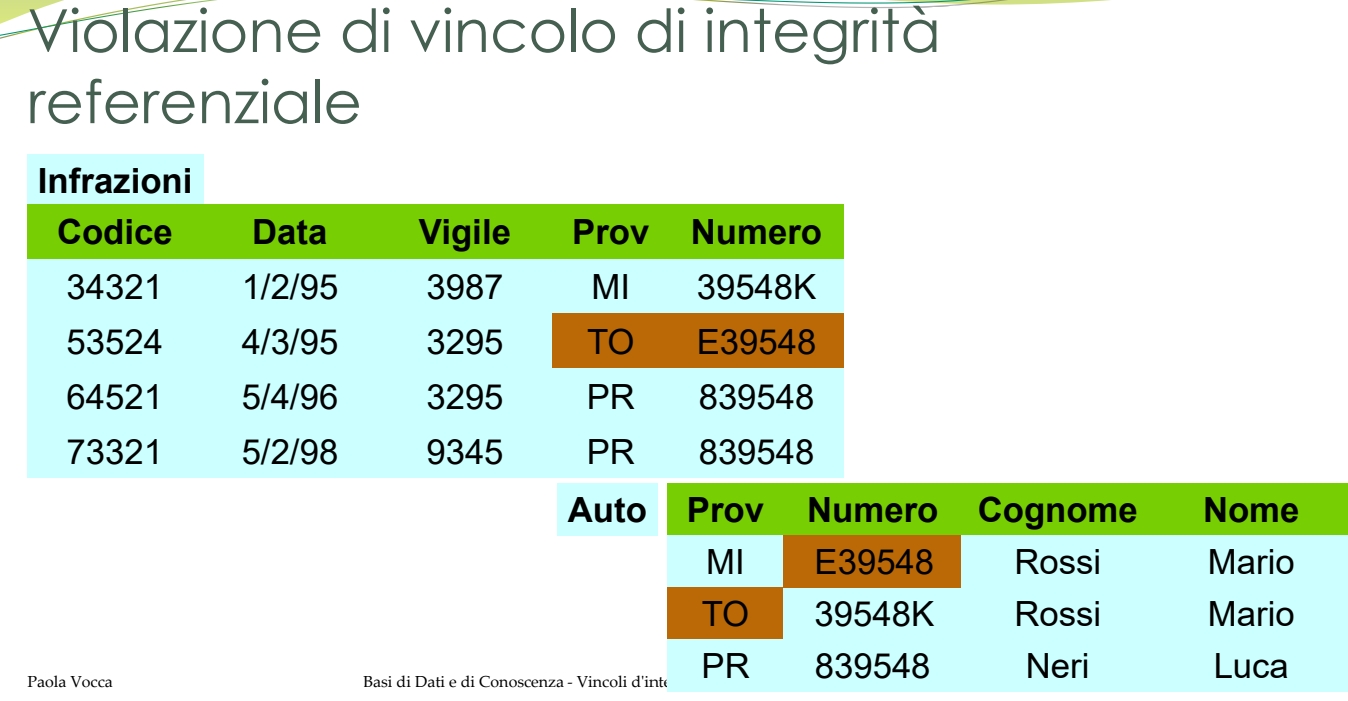 Violazione di vincolo di integrità
referenziale
Infrazioni
Codice Data Vigile Prov Numero
34321 1/2/95 3987 MI 39548K
53524 4/3/95 3295 TO E39548
64521 5/4/96 3295 PR 839548
73321 5/2/98 9345 PR 839548
Auto Prov Numero Cognome Nome
MI E39548 Rossi Mario
TO 39548K Rossi Mario
PR 839548 Neri Luca
Paola Vocca Basi di Dati e di Conoscenza - Vincoli d'inte